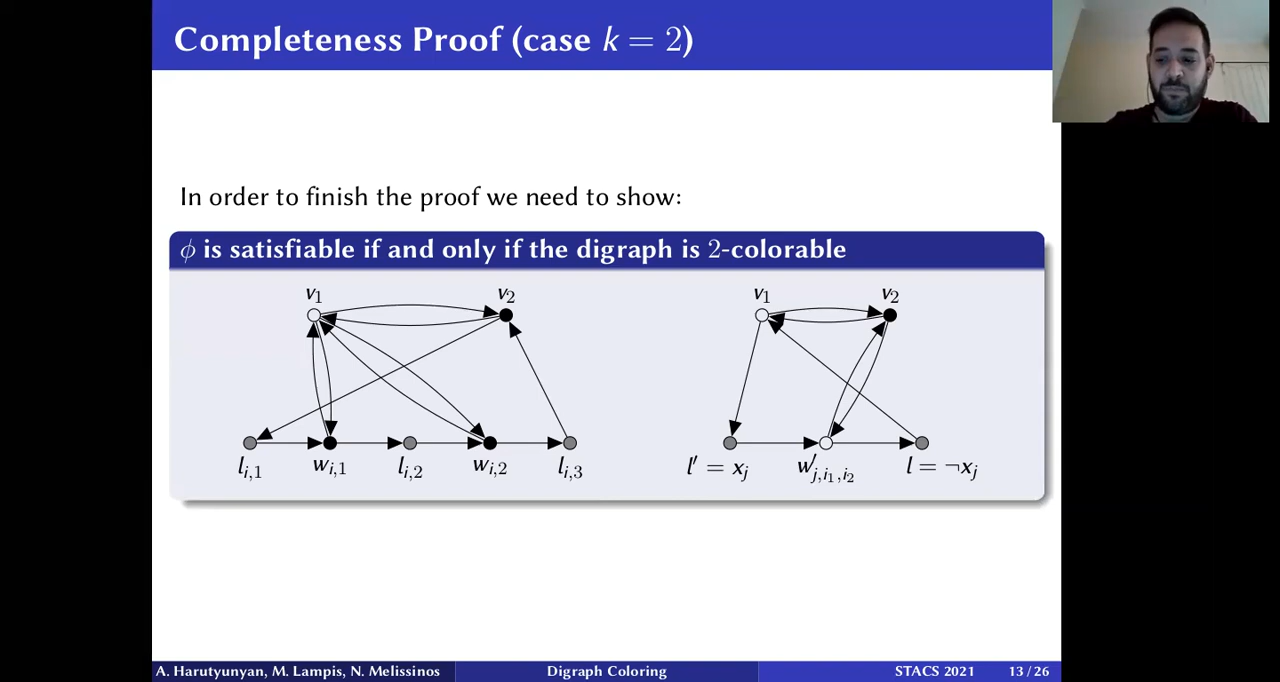 Completeness Proof (case k = 2)
In order to finish the proof we need to show:
ϕ is satisfiable if and only if the digraph is 2-colorable
v₁ v₂ v₁ v₂
lᵢ,₁ wᵢ,₁ lᵢ,₂ wᵢ,₂ lᵢ,₃ l′ = xⱼ w′ⱼ,ᵢ₁,ᵢ₂ l = ¬xⱼ
A. Harutyunyan, M. Lampis, N. Melissinos Digraph Coloring STACS 2021 13 / 26